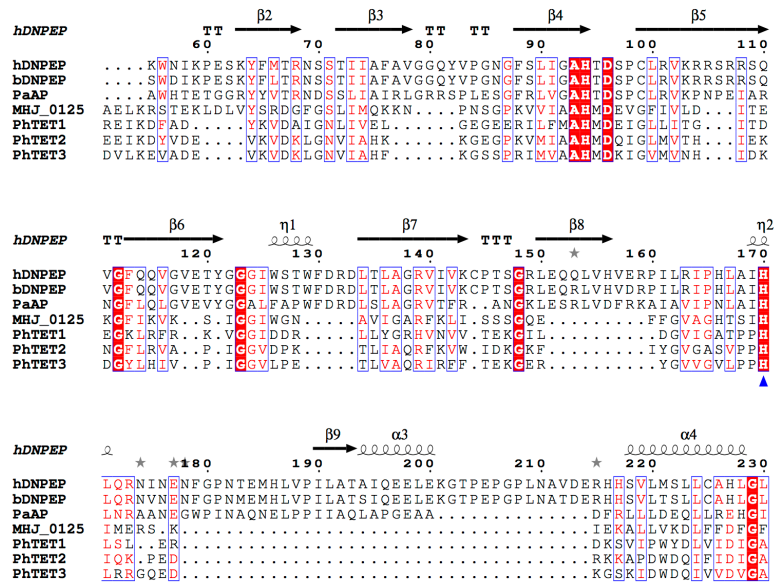 hDNPEP TT β2 β3 TT TT β4 β5
60 70 80 90 100 110
hDNPEP ....KWNIKPESKYFMTRNSSTIIAFAVGGQYVPGNGFSLIGAHTDSPCLRVKRRSRRSQ
bDNPEP ....KWNIKPESKYFLTRNSSTIIAFAVGGQYVPGNGFSLIGAHTDSPCLRVKRRSRRSQ
PaAP ....AWHTETGGRYYVTRNDSSLIAIRLGRRSPLESGFRLVGAHTDSPCLRVKPNPEIAR
MHJ_0125 AELKRSTEKLDLVYSRDGFGSLIMQKKN....PNSGPKVVIAAHMDEVGFIVLD...ITE
PhTET1 REIKDFAD....YKVDAIGNLIVEL.......GEGEERILFMAHMDEIGLLITG...ITD
PhTET2 EEIKDYVDE...VWVDKLGNVIAHK.......KGEGPKVMIAAHMDQIGLMVTH...IEK
PhTET3 DVLKEVADE...VKVDKLGNVIAHF.......KGSSPRIMVAAHMDKIGVMVNH...IDK
hDNPEP TT β6 η1 β7 TTT β8 η2
120 130 140 150 160 170
hDNPEP VGFQQVGVETYGGGIWSTWFDRDLTLAGRVIVKCPTSGRLEQQLVHVERPILRIPHLAIH
bDNPEP VGFQQVGVETYGGGIWSTWFDRDLTLAGRVIVKCPTSGRLEQRLVHVDRPILRIPHLAIH
PaAP NGFLQLGVEVYGGALFAPWFDRDLSLAGRVTFR..ANGKLESRLVDFRKAIAVIPNLAIH
MHJ_0125 KGFIKVK..S.IGGIWGN.....AVIGARFKLI.SSSGQE..........FFGVAGHTSIH
PhTET1 EGKLRFR..K.VGGIDDR.....LLYGRHVNVV.TEKGIL..........DGVIGATPPH
PhTET2 NGFLRVA..P.IGGVDPK.....TLIAQRFKVW.IDKGKF..........IYGVGASVPPH
PhTET3 DGYLHIV..P.IGGVLPE.....TLVAQRIRFF.TEKGER..........YGVVGVLPPH
hDNPEP β9 α3 α4
180 190 200 210 220 230
hDNPEP LQRNINENFGPNTEMHLVPILATAIQEELEKGTPEPGPLNAVDERHHSVLMSLLCAHLGL
bDNPEP LQRNVNENFGPNMEMHLVPILATSIQEELEKGTPEPGPLNATDERHHSVLTSLLCAHLGL
PaAP LNRAANEGWPINAQNELPPIIAQLAPGEAA..............DFRLLLDEQLLREHGI
MHJ_0125 IMERS.K.....................................IEKALLVKDLFFDFGF
PhTET1 LSL..ER.....................................DKSVIPWYDLVIDIGA
PhTET2 IQK.PED.....................................RKKAPDWDQIFIDIGA
PhTET3 LRRGQED.....................................KGSKIDWDQIVVDVGA